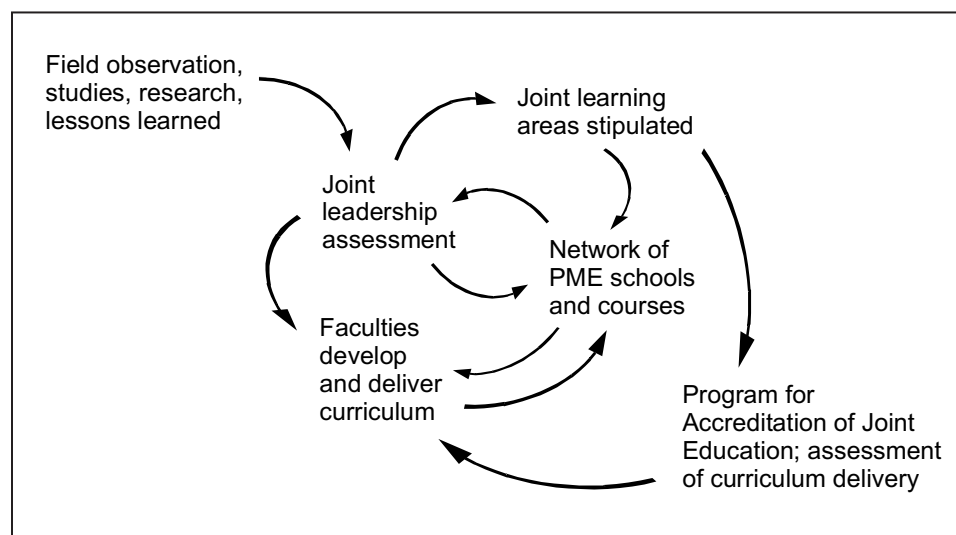 Field observation,
studies, research,
lessons learned
Joint learning
areas stipulated
Joint
leadership
assessment
Network of
PME schools
and courses
Faculties
develop
and deliver
curriculum
Program for
Accreditation of Joint
Education; assessment
of curriculum delivery